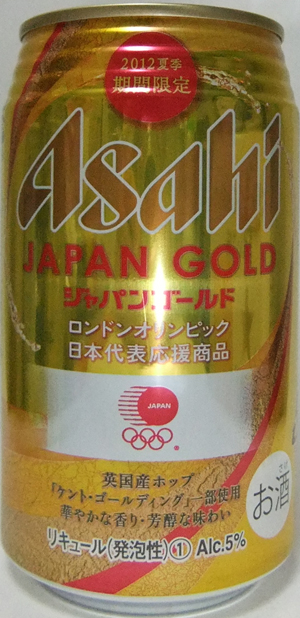 2012夏季
期間限定
Asahi
JAPAN GOLD
ジャパンゴールド
ロンドンオリンピック
日本代表応援商品
JAPAN
®
英国産ホップ
「ケント・ゴールディング」一部使用
華やかな香り・芳醇な味わい
お酒
リキュール(発泡性)① Alc.5%